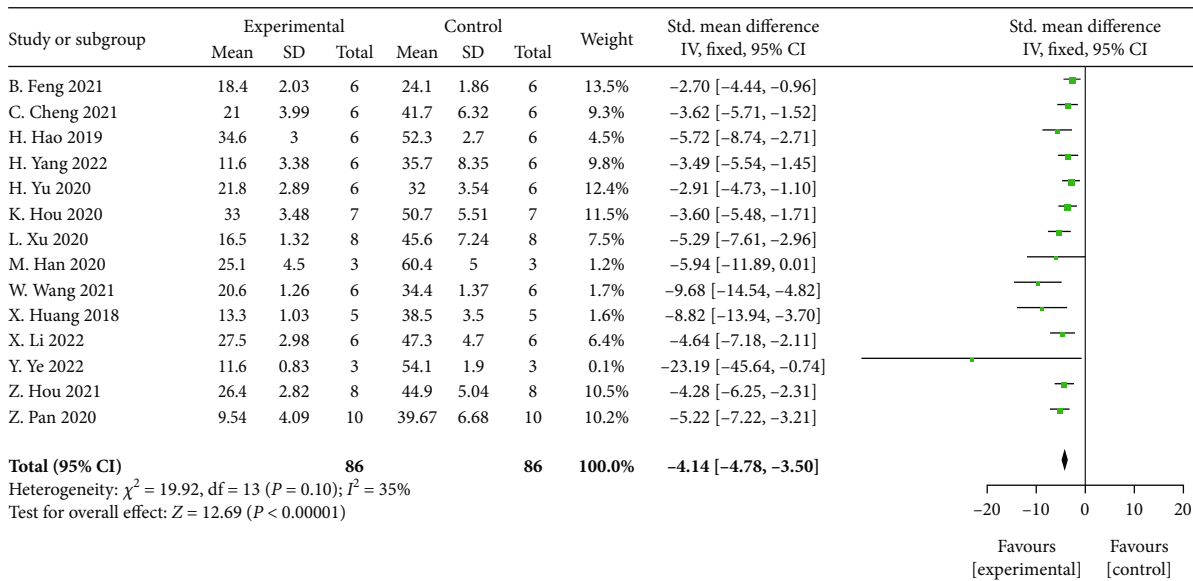 Study or subgroup Experimental Control Weight Std. mean difference Std. mean difference
Mean SD Total Mean SD Total IV, fixed, 95% CI IV, fixed, 95% CI
B. Feng 2021 18.4 2.03 6 24.1 1.86 6 13.5% −2.70 [−4.44, −0.96]
C. Cheng 2021 21 3.99 6 41.7 6.32 6 9.3% −3.62 [−5.71, −1.52]
H. Hao 2019 34.6 3 6 52.3 2.7 6 4.5% −5.72 [−8.74, −2.71]
H. Yang 2022 11.6 3.38 6 35.7 8.35 6 9.8% −3.49 [−5.54, −1.45]
H. Yu 2020 21.8 2.89 6 32 3.54 6 12.4% −2.91 [−4.73, −1.10]
K. Hou 2020 33 3.48 7 50.7 5.51 7 11.5% −3.60 [−5.48, −1.71]
L. Xu 2020 16.5 1.32 8 45.6 7.24 8 7.5% −5.29 [−7.61, −2.96]
M. Han 2020 25.1 4.5 3 60.4 5 3 1.2% −5.94 [−11.89, 0.01]
W. Wang 2021 20.6 1.26 6 34.4 1.37 6 1.7% −9.68 [−14.54, −4.82]
X. Huang 2018 13.3 1.03 5 38.5 3.5 5 1.6% −8.82 [−13.94, −3.70]
X. Li 2022 27.5 2.98 6 47.3 4.7 6 6.4% −4.64 [−7.18, −2.11]
Y. Ye 2022 11.6 0.83 3 54.1 1.9 3 0.1% −23.19 [−45.64, −0.74]
Z. Hou 2021 26.4 2.82 8 44.9 5.04 8 10.5% −4.28 [−6.25, −2.31]
Z. Pan 2020 9.54 4.09 10 39.67 6.68 10 10.2% −5.22 [−7.22, −3.21]
Total (95% CI) 86 86 100.0% −4.14 [−4.78, −3.50]
Heterogeneity: χ² = 19.92, df = 13 (P = 0.10); I² = 35%
Test for overall effect: Z = 12.69 (P < 0.00001)
−20 −10 0 10 20
Favours Favours
[experimental] [control]